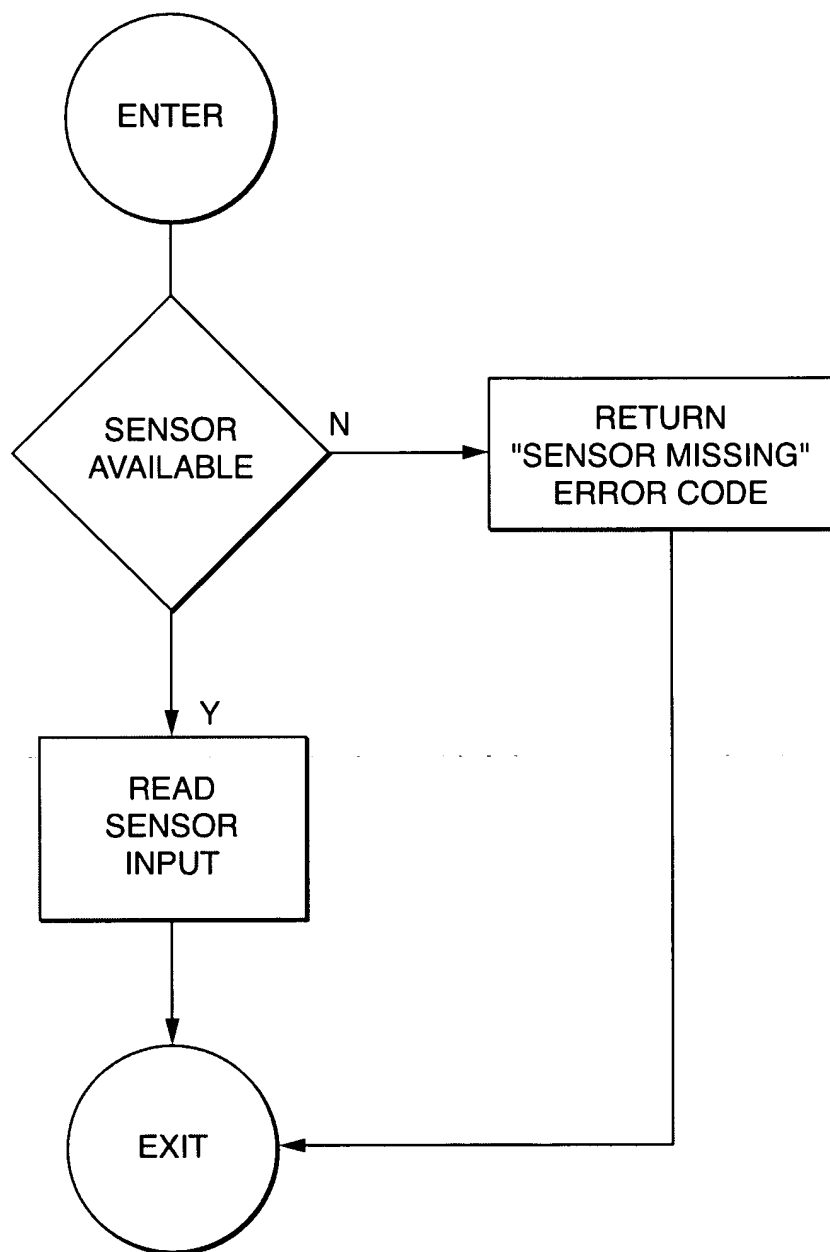 ENTER
SENSOR
AVAILABLE
N
RETURN
"SENSOR MISSING"
ERROR CODE
Y
READ
SENSOR
INPUT
EXIT